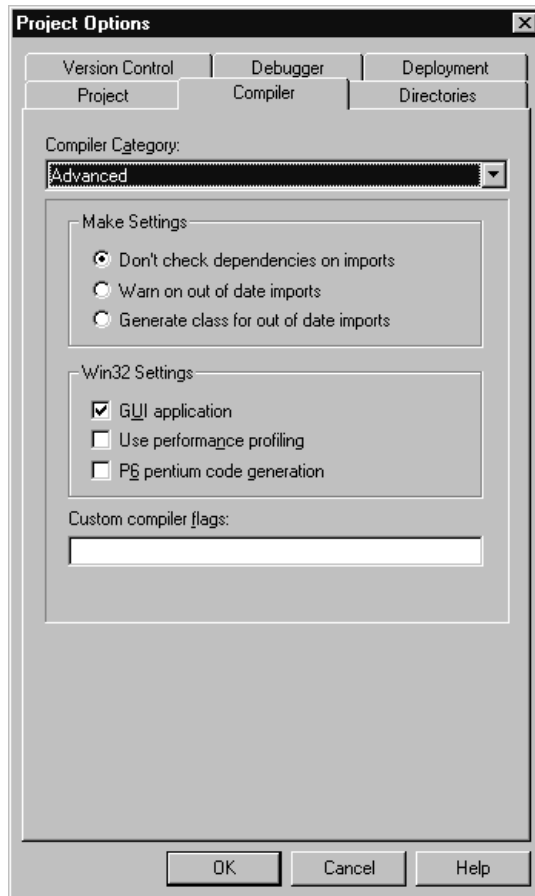 Project Options
Version Control Debugger Deployment
Project Compiler Directories
Compiler Category:
Advanced
Make Settings
Don't check dependencies on imports
Warn on out of date imports
Generate class for out of date imports
Win32 Settings
GUI application
Use performance profiling
P6 pentium code generation
Custom compiler flags:
OK Cancel Help